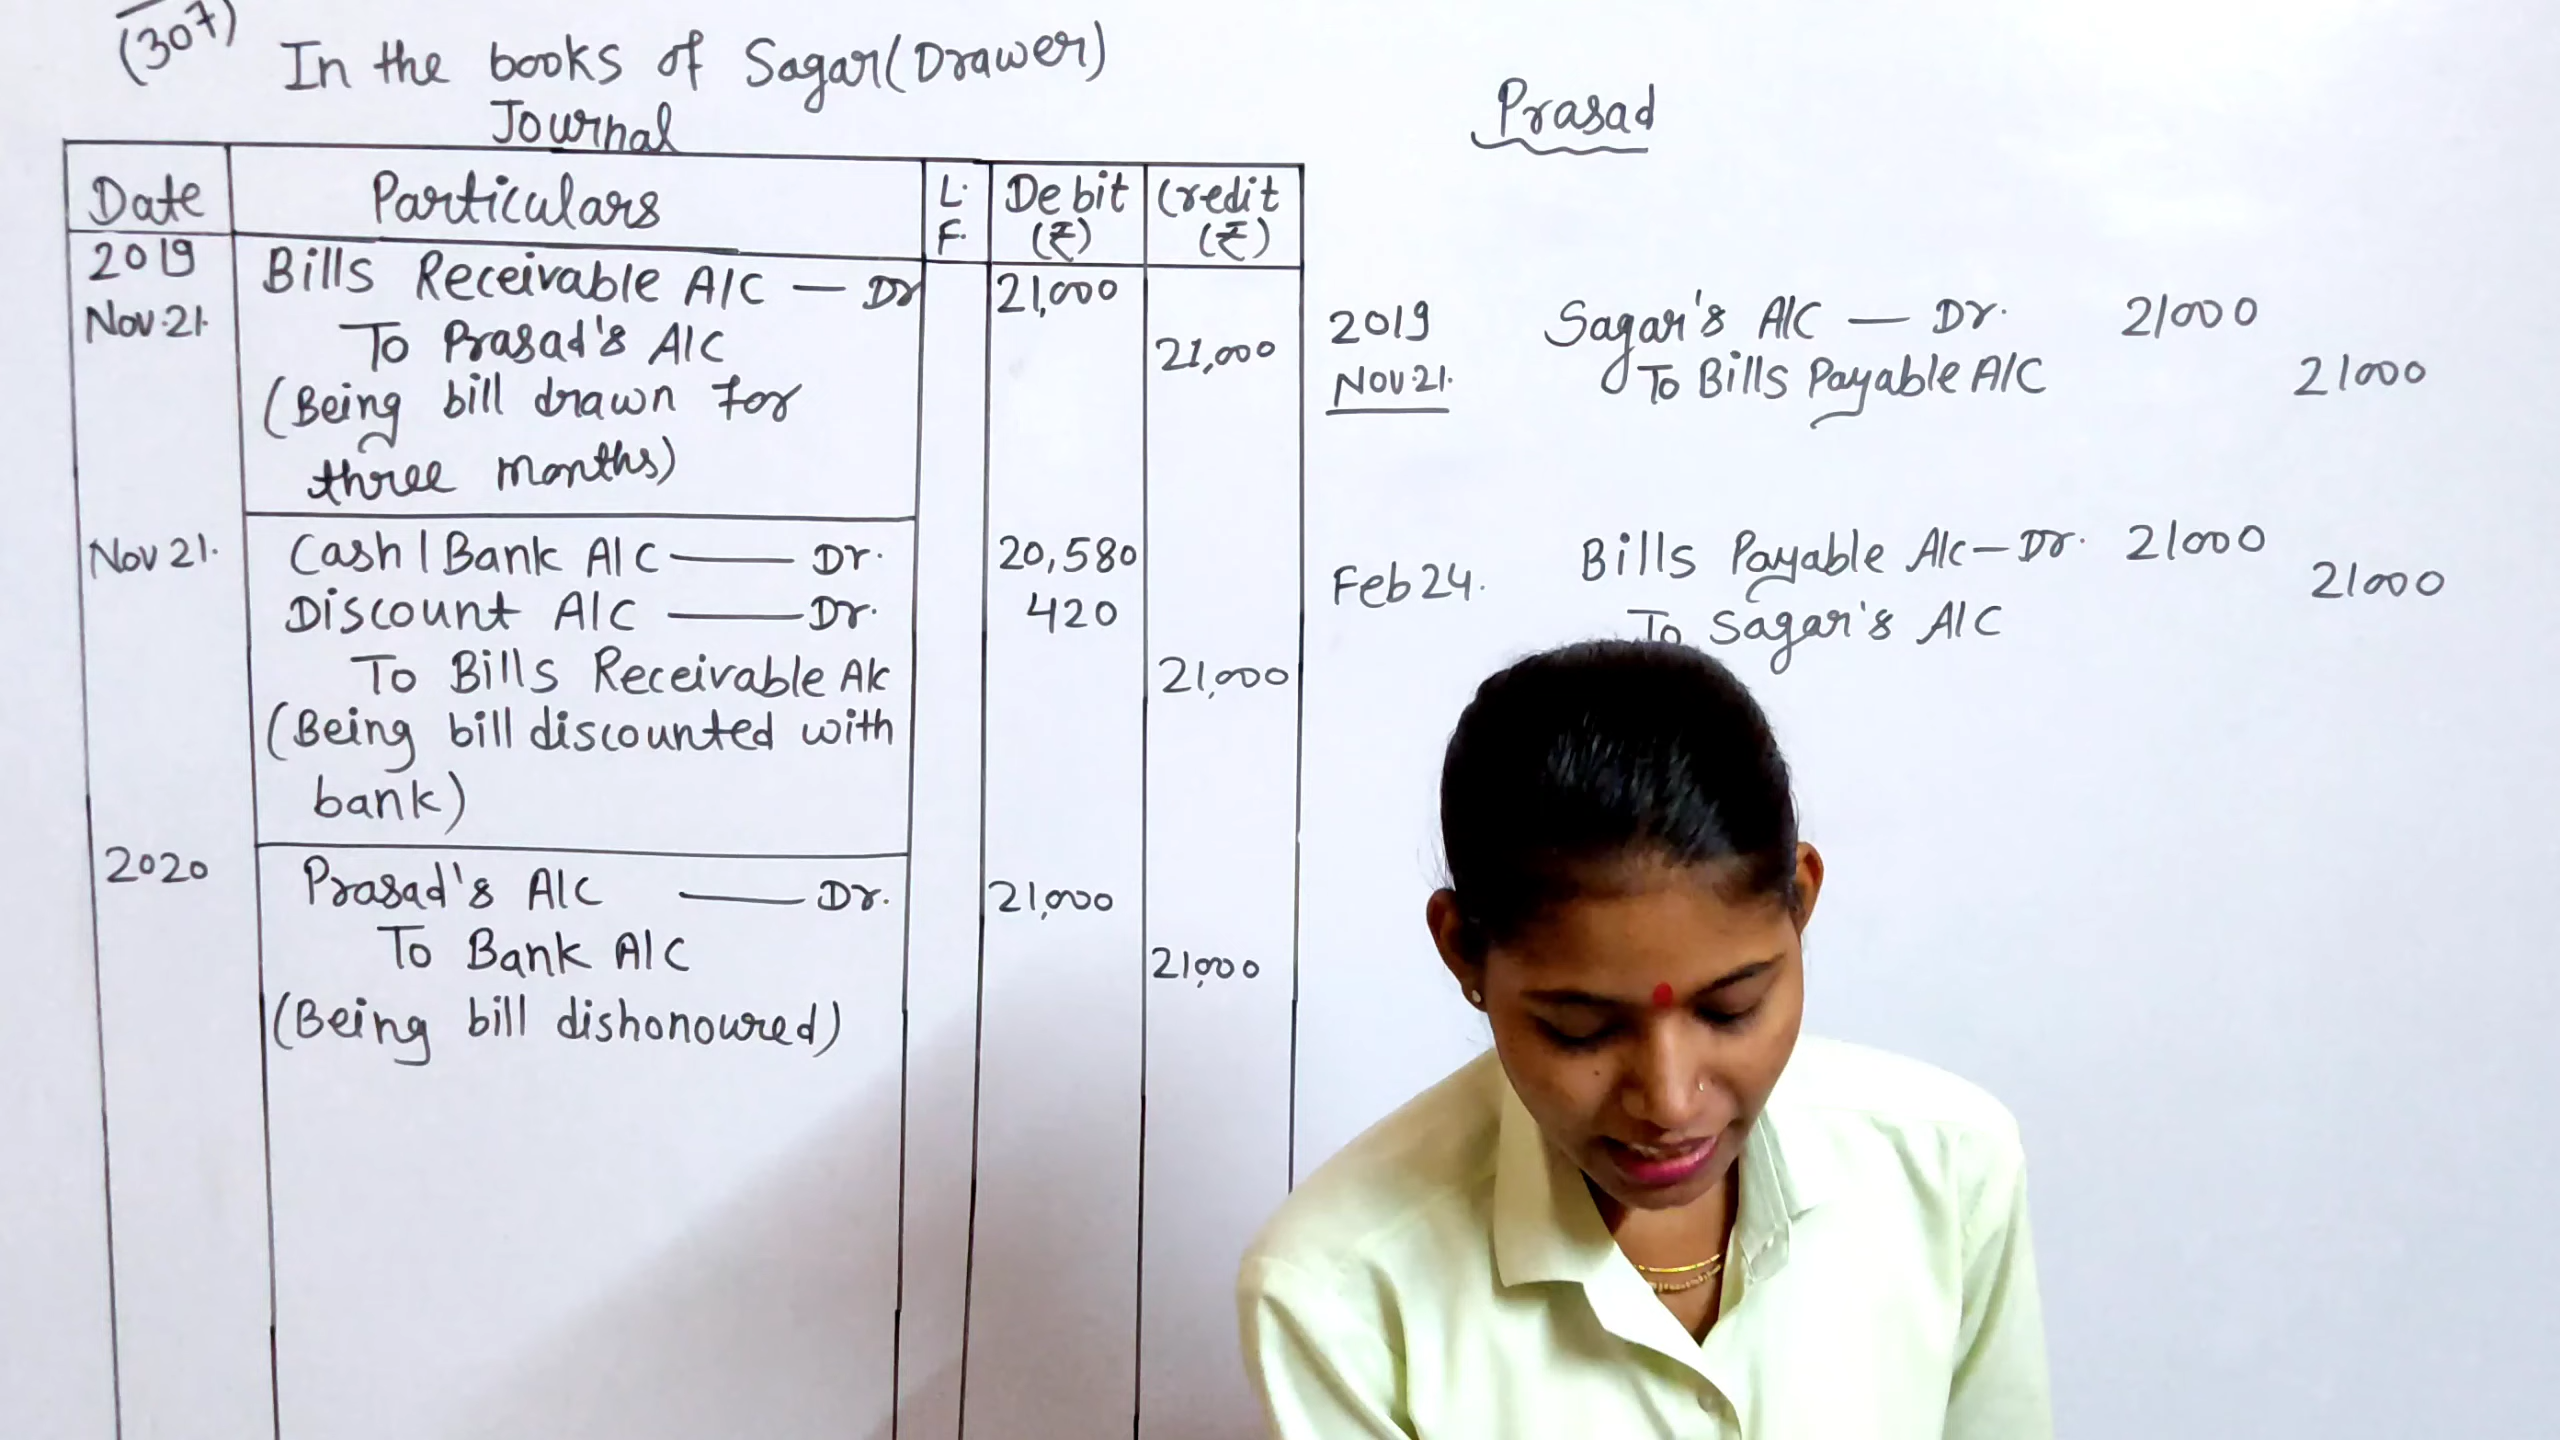 (307)
In the books of Sagar(Drawer)
Journal
Date Particulars L. F. Debit (₹) Credit (₹)
2019
Nov.21. Bills Receivable A/C — Dr 21,000
To Prasad's A/C 21,000
(Being bill drawn for
three months)
Nov 21. Cash/Bank A/C — Dr. 20,580
Discount A/C — Dr. 420
To Bills Receivable A/c 21,000
(Being bill discounted with
bank)
2020 Prasad's A/C — Dr. 21,000
To Bank A/C 21,000
(Being bill dishonoured)
Prasad
2019 Sagar's A/C — Dr. 21000
Nov.21. To Bills Payable A/C 21000
Feb 24. Bills Payable A/c — Dr. 21000
To Sagar's A/C 21000